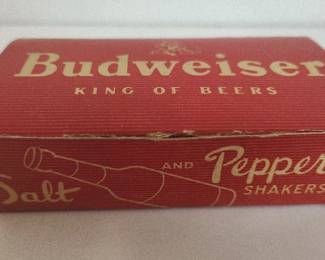 Budweiser
KING OF BEERS
Salt AND Pepper
SHAKERS